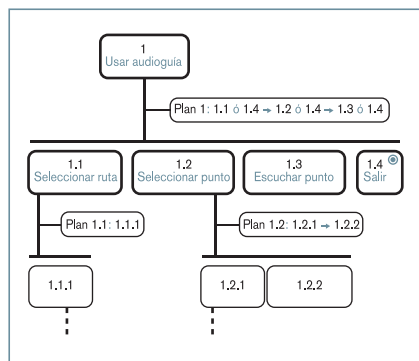 1
Usar audioguía
Plan 1: 1.1 ó 1.4 → 1.2 ó 1.4 → 1.3 ó 1.4
1.1
Seleccionar ruta
1.2
Seleccionar punto
1.3
Escuchar punto
1.4
Salir
Plan 1.1: 1.1.1
Plan 1.2: 1.2.1 → 1.2.2
1.1.1
1.2.1
1.2.2